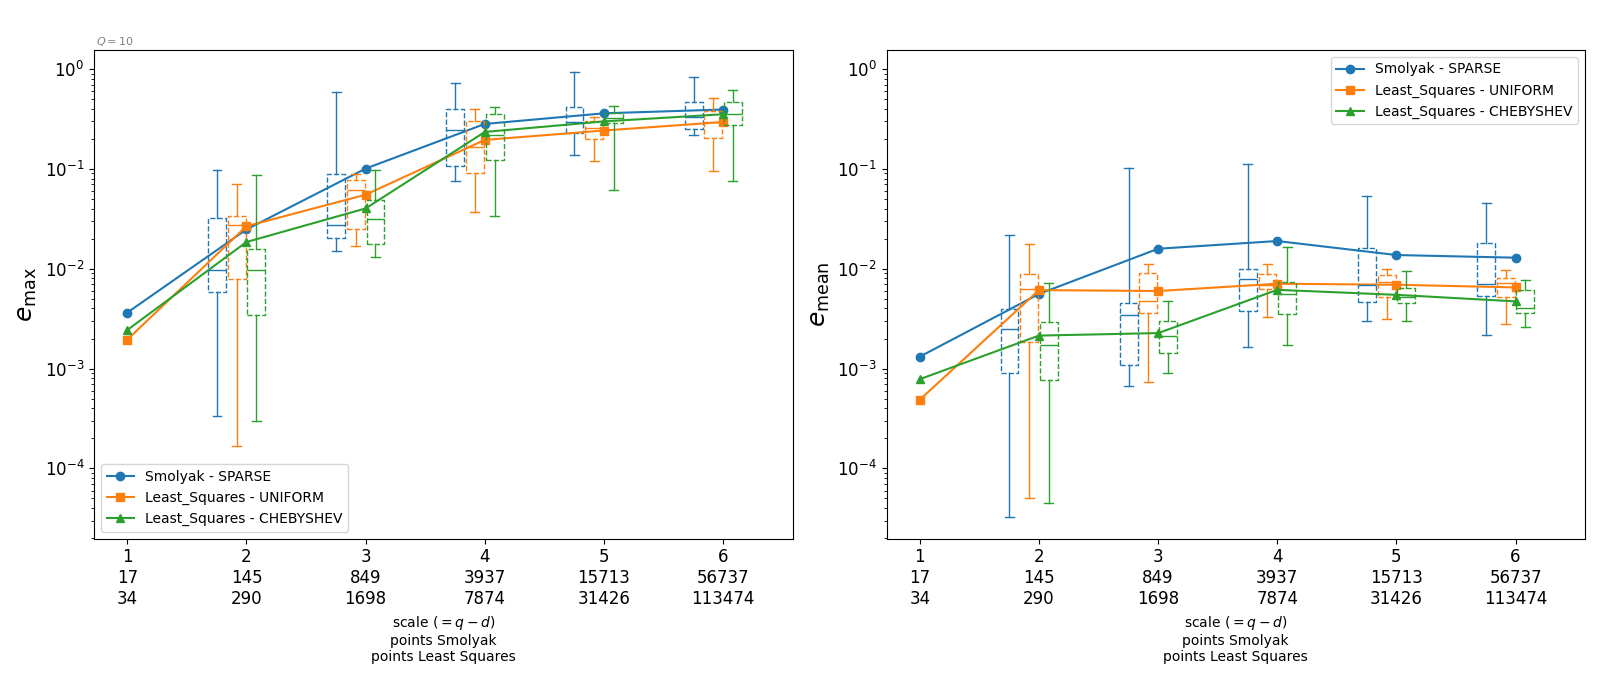 Q = 10
10^0
10^-1
10^-2
10^-3
10^-4
e_max
Smolyak - SPARSE
Least_Squares - UNIFORM
Least_Squares - CHEBYSHEV
1 2 3 4 5 6
17 145 849 3937 15713 56737
34 290 1698 7874 31426 113474
scale (= q − d)
points Smolyak
points Least Squares
10^0
10^-1
10^-2
10^-3
10^-4
e_mean
Smolyak - SPARSE
Least_Squares - UNIFORM
Least_Squares - CHEBYSHEV
1 2 3 4 5 6
17 145 849 3937 15713 56737
34 290 1698 7874 31426 113474
scale (= q − d)
points Smolyak
points Least Squares